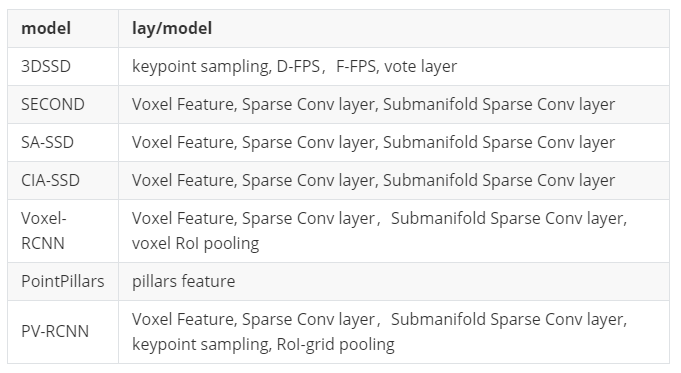 model lay/model
3DSSD keypoint sampling, D-FPS，F-FPS, vote layer
SECOND Voxel Feature, Sparse Conv layer, Submanifold Sparse Conv layer
SA-SSD Voxel Feature, Sparse Conv layer, Submanifold Sparse Conv layer
CIA-SSD Voxel Feature, Sparse Conv layer, Submanifold Sparse Conv layer
Voxel-
RCNN
Voxel Feature, Sparse Conv layer，Submanifold Sparse Conv layer,
voxel RoI pooling
PointPillars pillars feature
PV-RCNN
Voxel Feature, Sparse Conv layer，Submanifold Sparse Conv layer,
keypoint sampling, RoI-grid pooling